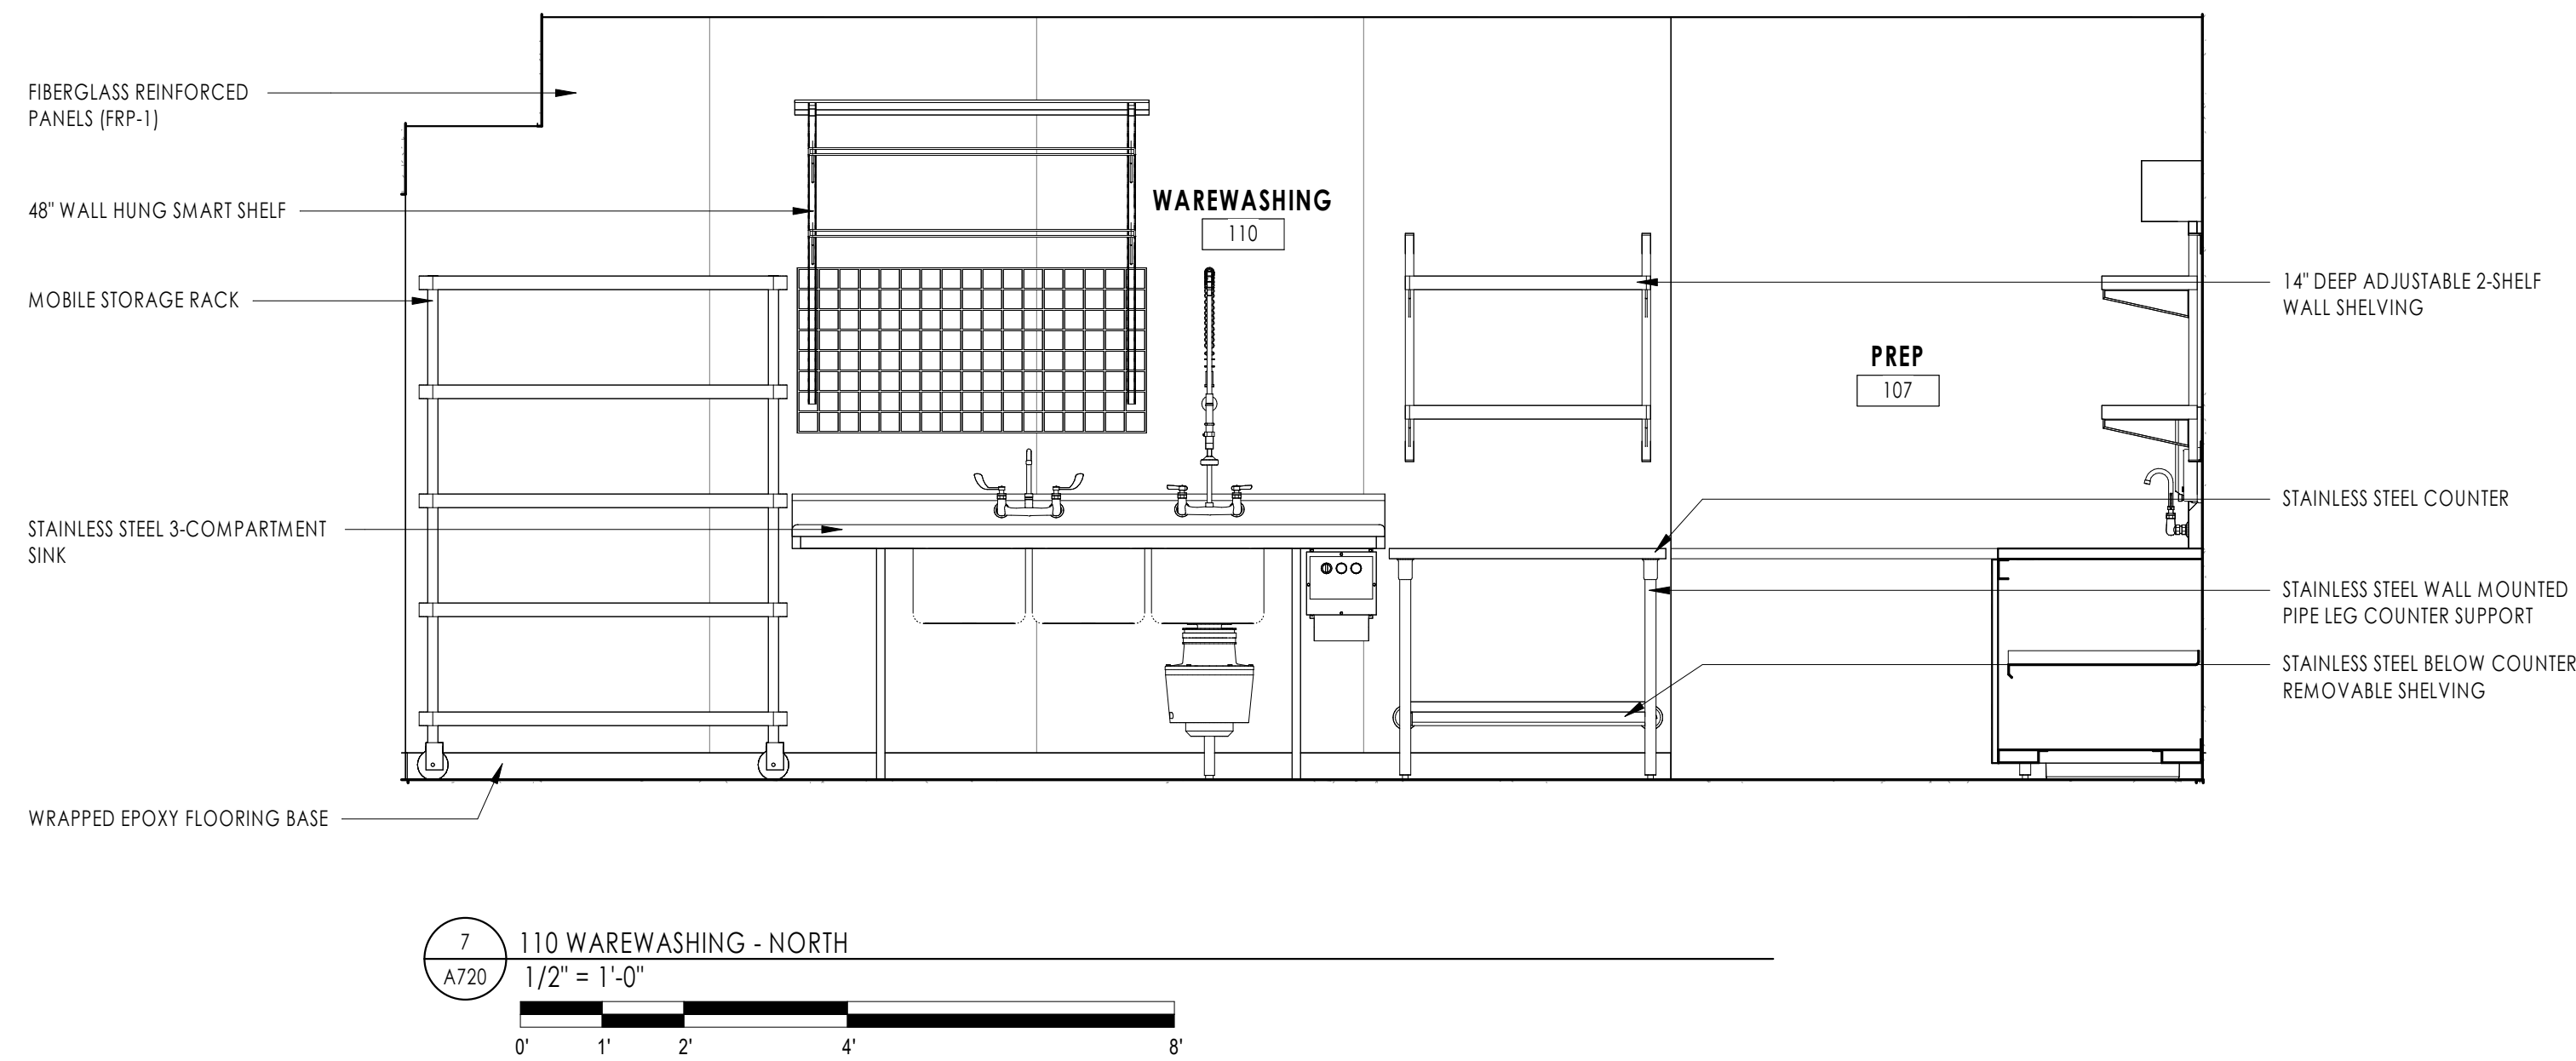 FIBERGLASS REINFORCED
PANELS (FRP-1)
48" WALL HUNG SMART SHELF
MOBILE STORAGE RACK
STAINLESS STEEL 3-COMPARTMENT
SINK
WRAPPED EPOXY FLOORING BASE
WAREWASHING
110
PREP
107
14" DEEP ADJUSTABLE 2-SHELF
WALL SHELVING
STAINLESS STEEL COUNTER
STAINLESS STEEL WALL MOUNTED
PIPE LEG COUNTER SUPPORT
STAINLESS STEEL BELOW COUNTER
REMOVABLE SHELVING
7
A720
110 WAREWASHING - NORTH
1/2" = 1'-0"
0' 1' 2' 4' 8'